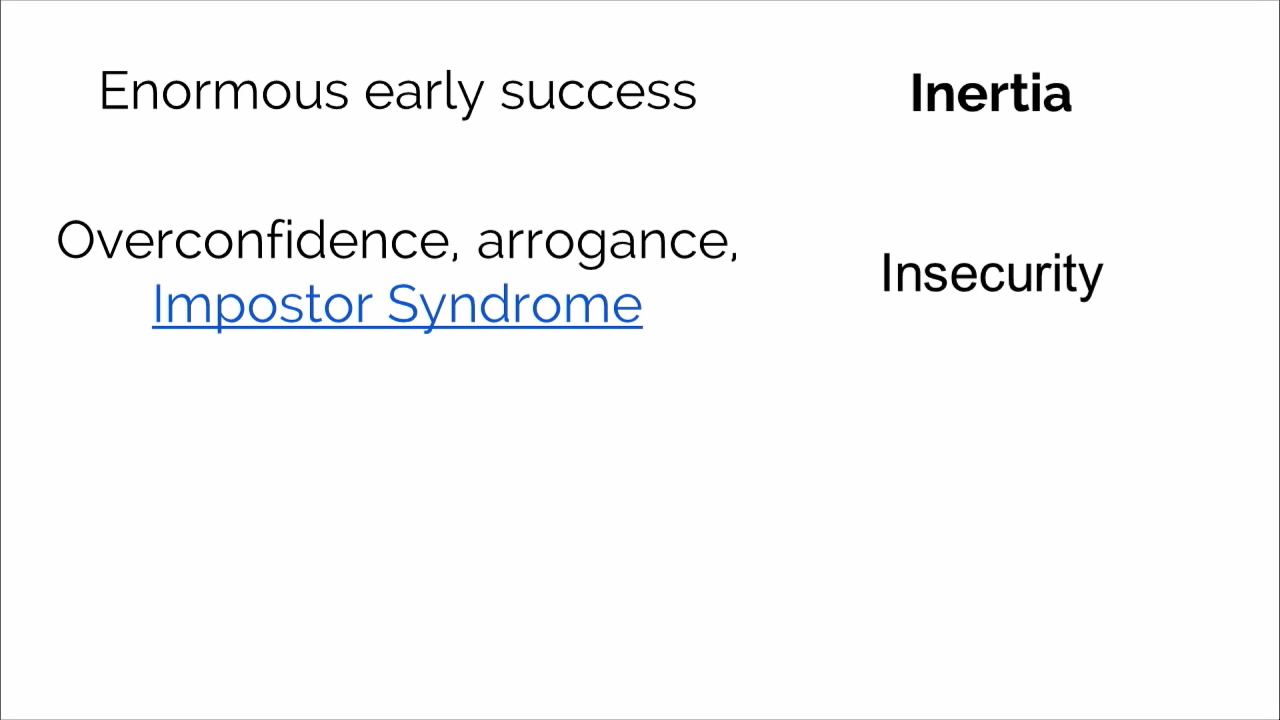 Enormous early success
Inertia
Overconfidence, arrogance,
Impostor Syndrome
Insecurity